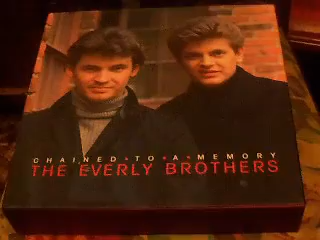 CHAINED • TO • A • MEMORY
THE EVERLY BROTHERS